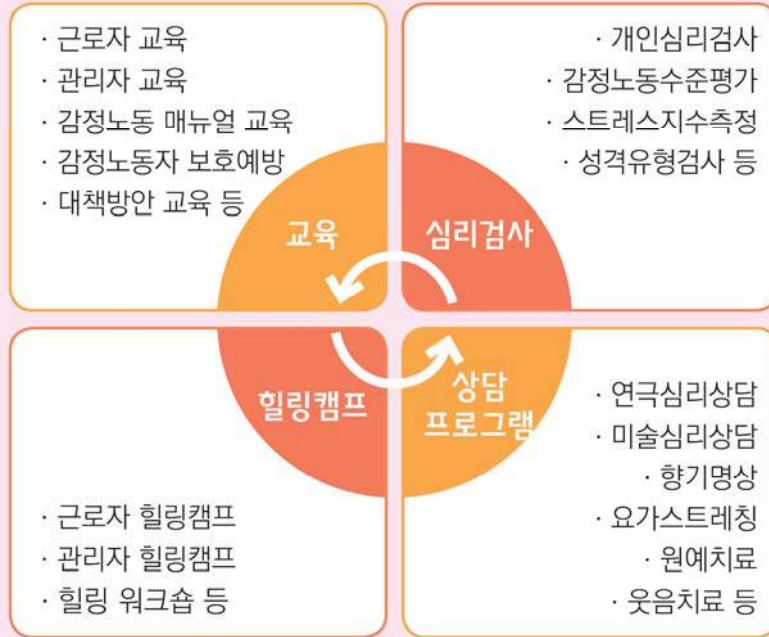 · 근로자 교육
· 관리자 교육
· 감정노동 매뉴얼 교육
· 감정노동자 보호예방
· 대책방안 교육 등
교육
· 개인심리검사
· 감정노동수준평가
· 스트레스지수측정
· 성격유형검사 등
심리검사
힐링캠프
· 근로자 힐링캠프
· 관리자 힐링캠프
· 힐링 워크숍 등
상담
프로그램
· 연극심리상담
· 미술심리상담
· 향기명상
· 요가스트레칭
· 원예치료
· 웃음치료 등